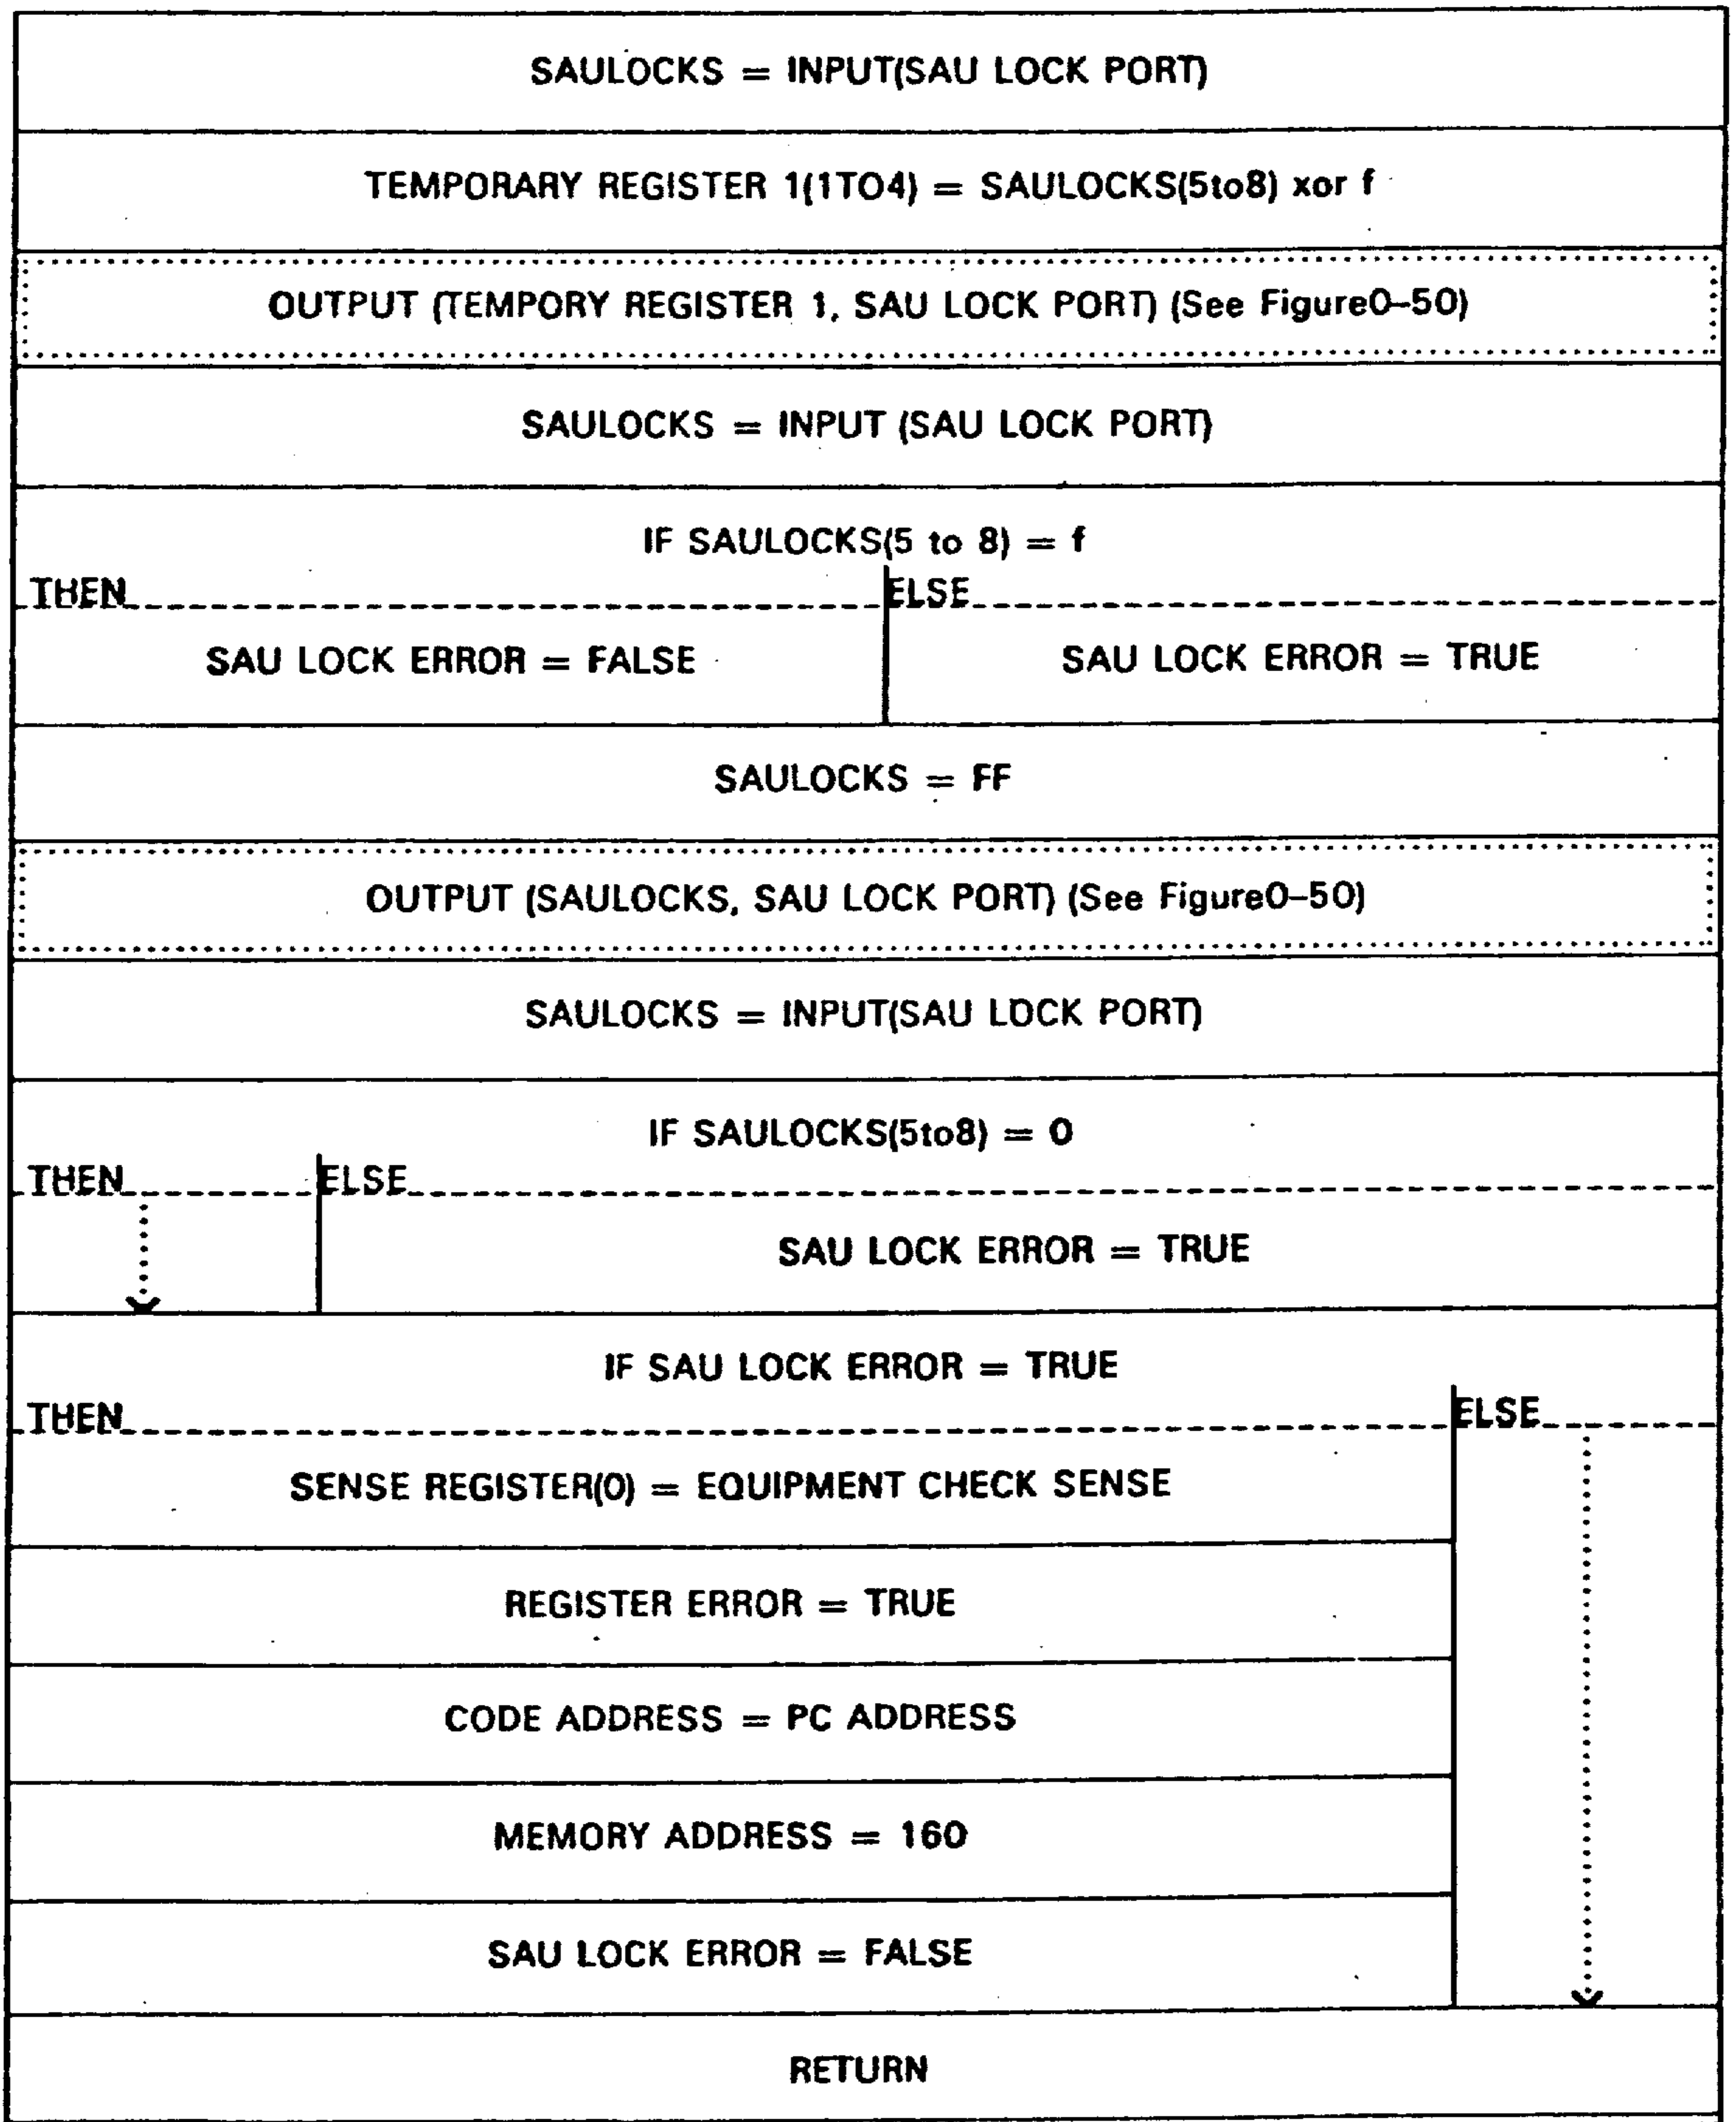 SAULOCKS = INPUT(SAU LOCK PORT)
TEMPORARY REGISTER 1(1TO4) = SAULOCKS(5to8) xor f
OUTPUT (TEMPORY REGISTER 1, SAU LOCK PORT) (See Figure0-50)
SAULOCKS = INPUT (SAU LOCK PORT)
IF SAULOCKS(5 to 8) = f
THEN ELSE
SAU LOCK ERROR = FALSE SAU LOCK ERROR = TRUE
SAULOCKS = FF
OUTPUT (SAULOCKS, SAU LOCK PORT) (See Figure0-50)
SAULOCKS = INPUT(SAU LOCK PORT)
IF SAULOCKS(5to8) = 0
THEN ELSE
SAU LOCK ERROR = TRUE
IF SAU LOCK ERROR = TRUE
THEN ELSE
SENSE REGISTER(0) = EQUIPMENT CHECK SENSE
REGISTER ERROR = TRUE
CODE ADDRESS = PC ADDRESS
MEMORY ADDRESS = 160
SAU LOCK ERROR = FALSE
RETURN